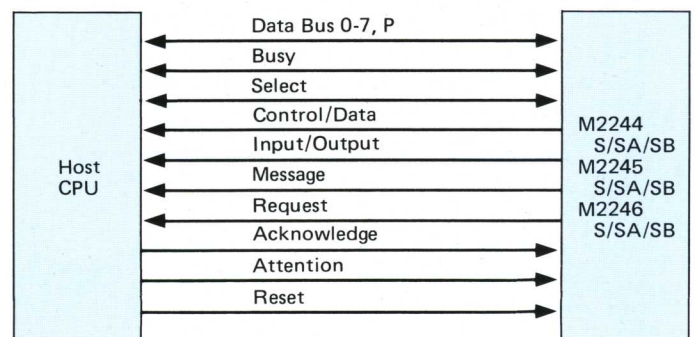 Data Bus 0-7, P
Busy
Select
Control/Data
Input/Output
Message
Request
Acknowledge
Attention
Reset
Host
CPU
M2244
S/SA/SB
M2245
S/SA/SB
M2246
S/SA/SB